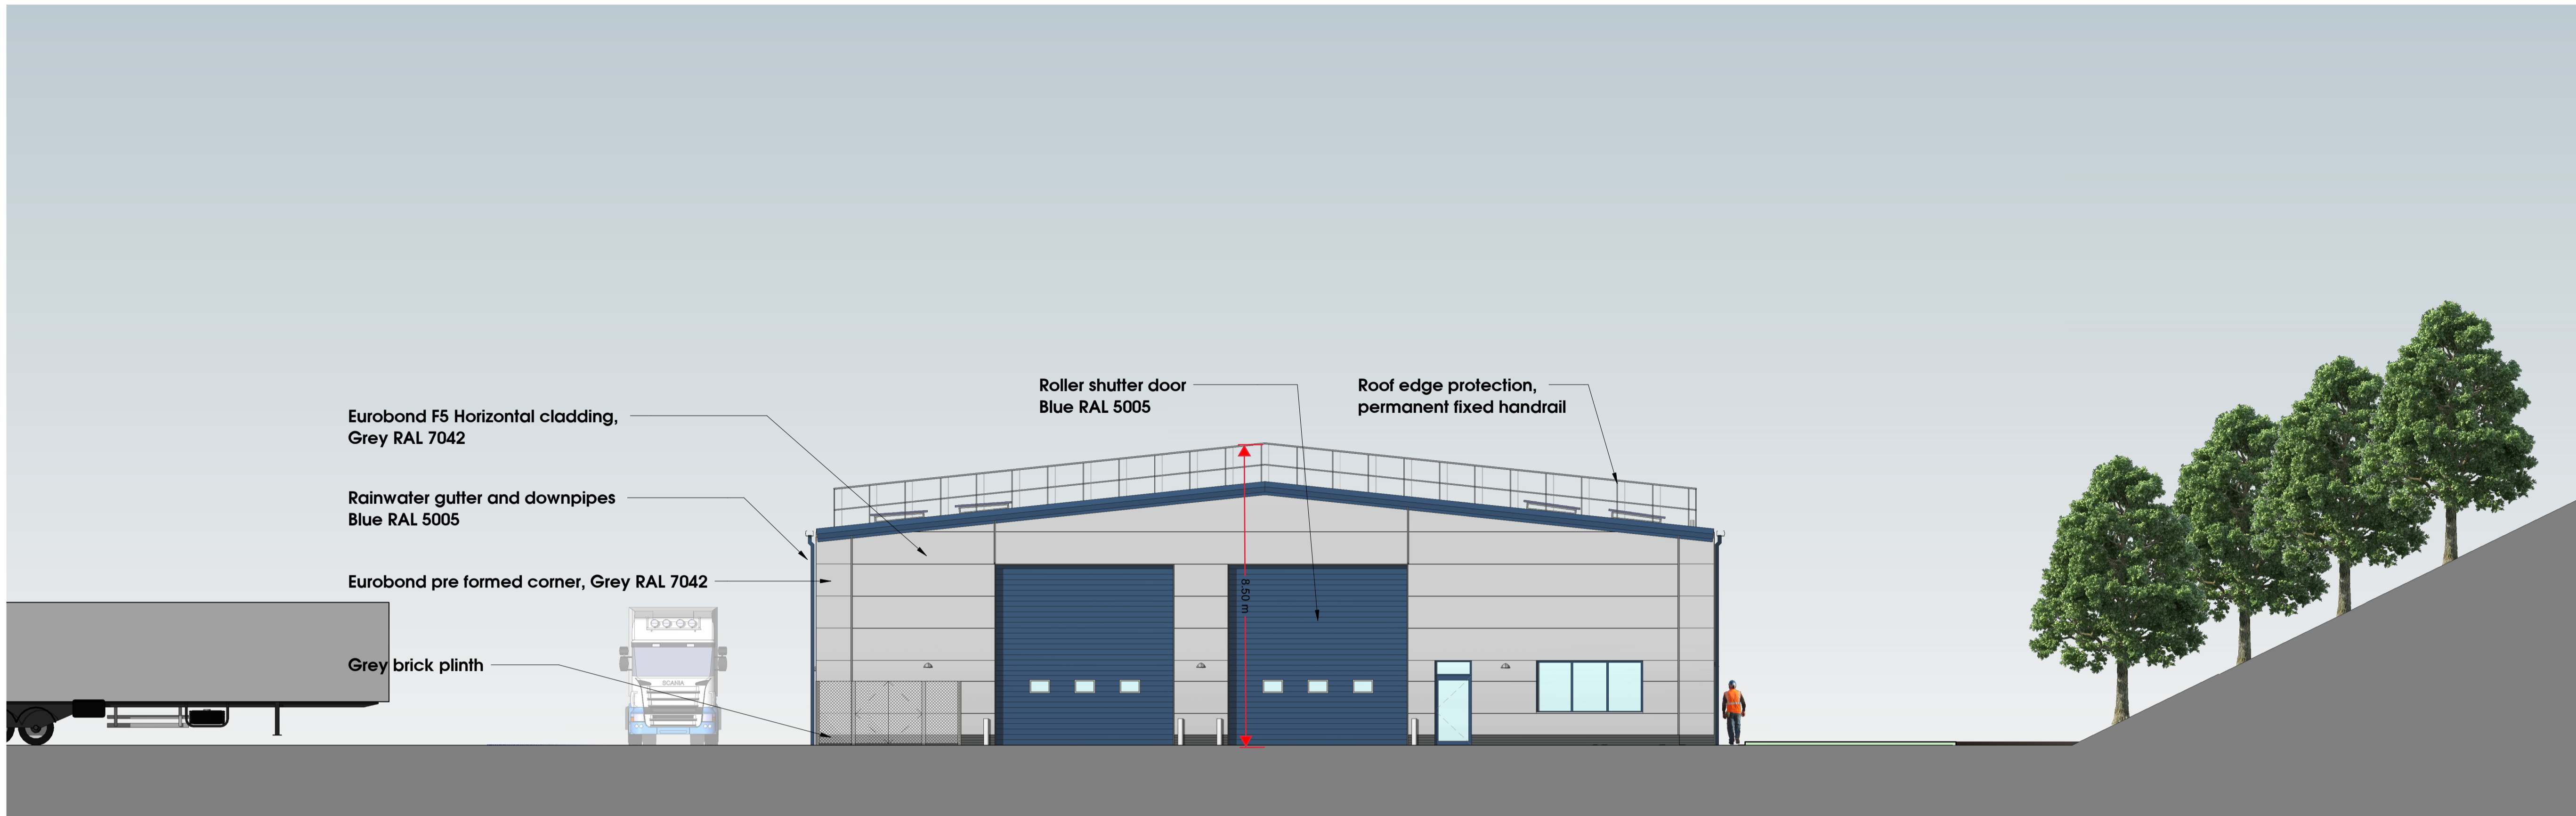 Roller shutter door
Blue RAL 5005
Roof edge protection,
permanent fixed handrail
Eurobond F5 Horizontal cladding,
Grey RAL 7042
Rainwater gutter and downpipes
Blue RAL 5005
Eurobond pre formed corner, Grey RAL 7042
8.50 m
Grey brick plinth
SCANIA